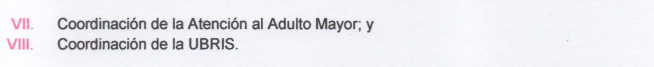 VII. Coordinación de la Atención al Adulto Mayor; y
VIII. Coordinación de la UBRIS.